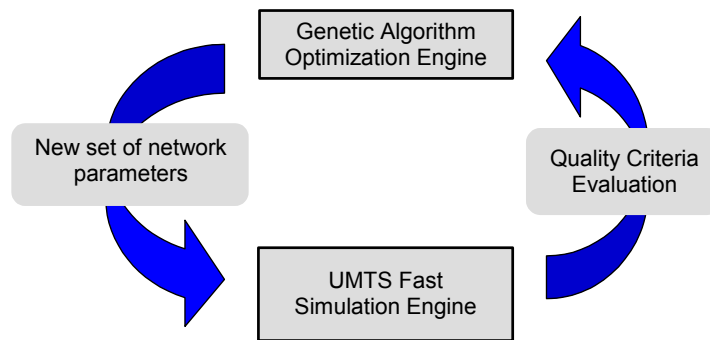 Genetic Algorithm
Optimization Engine
New set of network
parameters
Quality Criteria
Evaluation
UMTS Fast
Simulation Engine